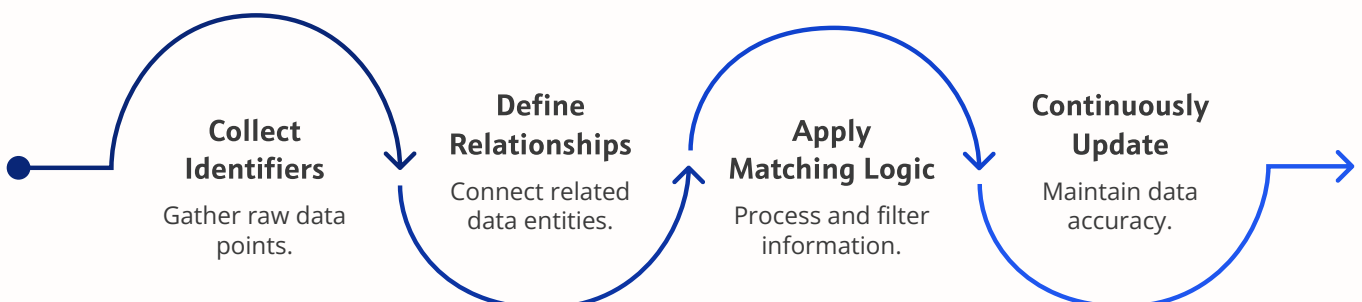 Collect
Identifiers
Gather raw data
points.
Define
Relationships
Connect related
data entities.
Apply
Matching Logic
Process and filter
information.
Continuously
Update
Maintain data
accuracy.